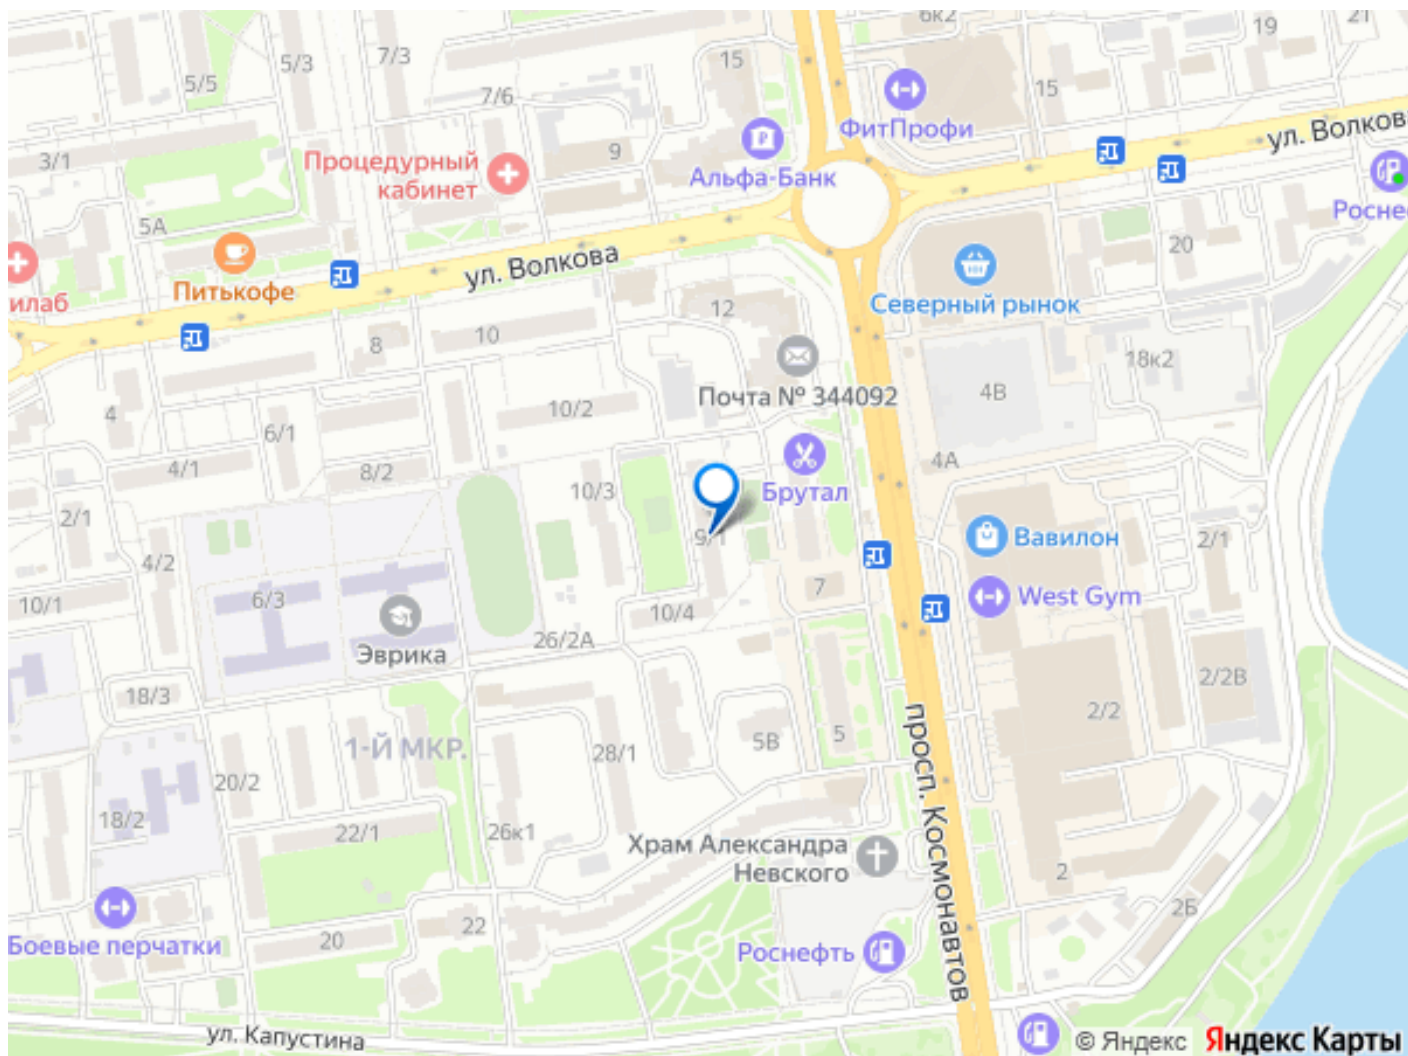 6к2
21
19
7/3
5/3
15
5/5
15
7/6
ФитПрофи
ул. Волкова
3/1
Процедурный
кабинет
9
Альфа-Банк
Росне
5А
20
ул. Волкова
Питькофе
илаб
Северный рынок
12
10
8
18к2
Почта № 344092
4В
4
10/2
6/1
4А
4/1
8/2
10/3
Брутал
2/1
9/1
Вавилон
2/1
4/2
7
West Gym
10/1
6/3
10/4
Эврика
26/2А
18/3
2/2В
2/2
1-Й МКР.
28/1
5В
5
просп. Космонавтов
20/2
18/2
22/1
26к1
Храм Александра
Невского
2
2Б
Боевые перчатки
20
22
Роснефть
ул. Капустина
© Яндекс Яндекс Карты